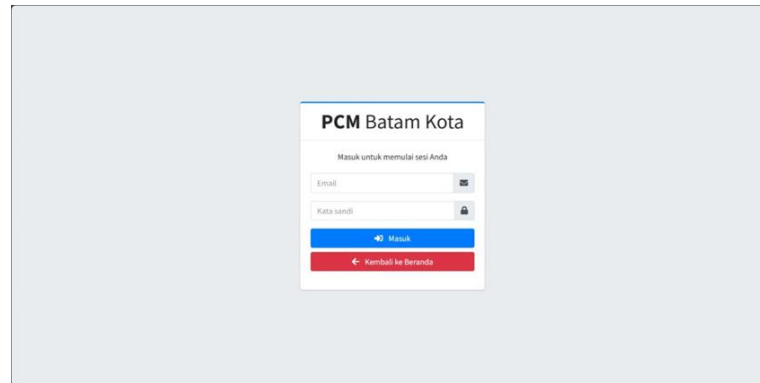 PCM Batam Kota
Masuk untuk memulai sesi Anda
Email
Kata sandi
Masuk
Kembali ke Beranda